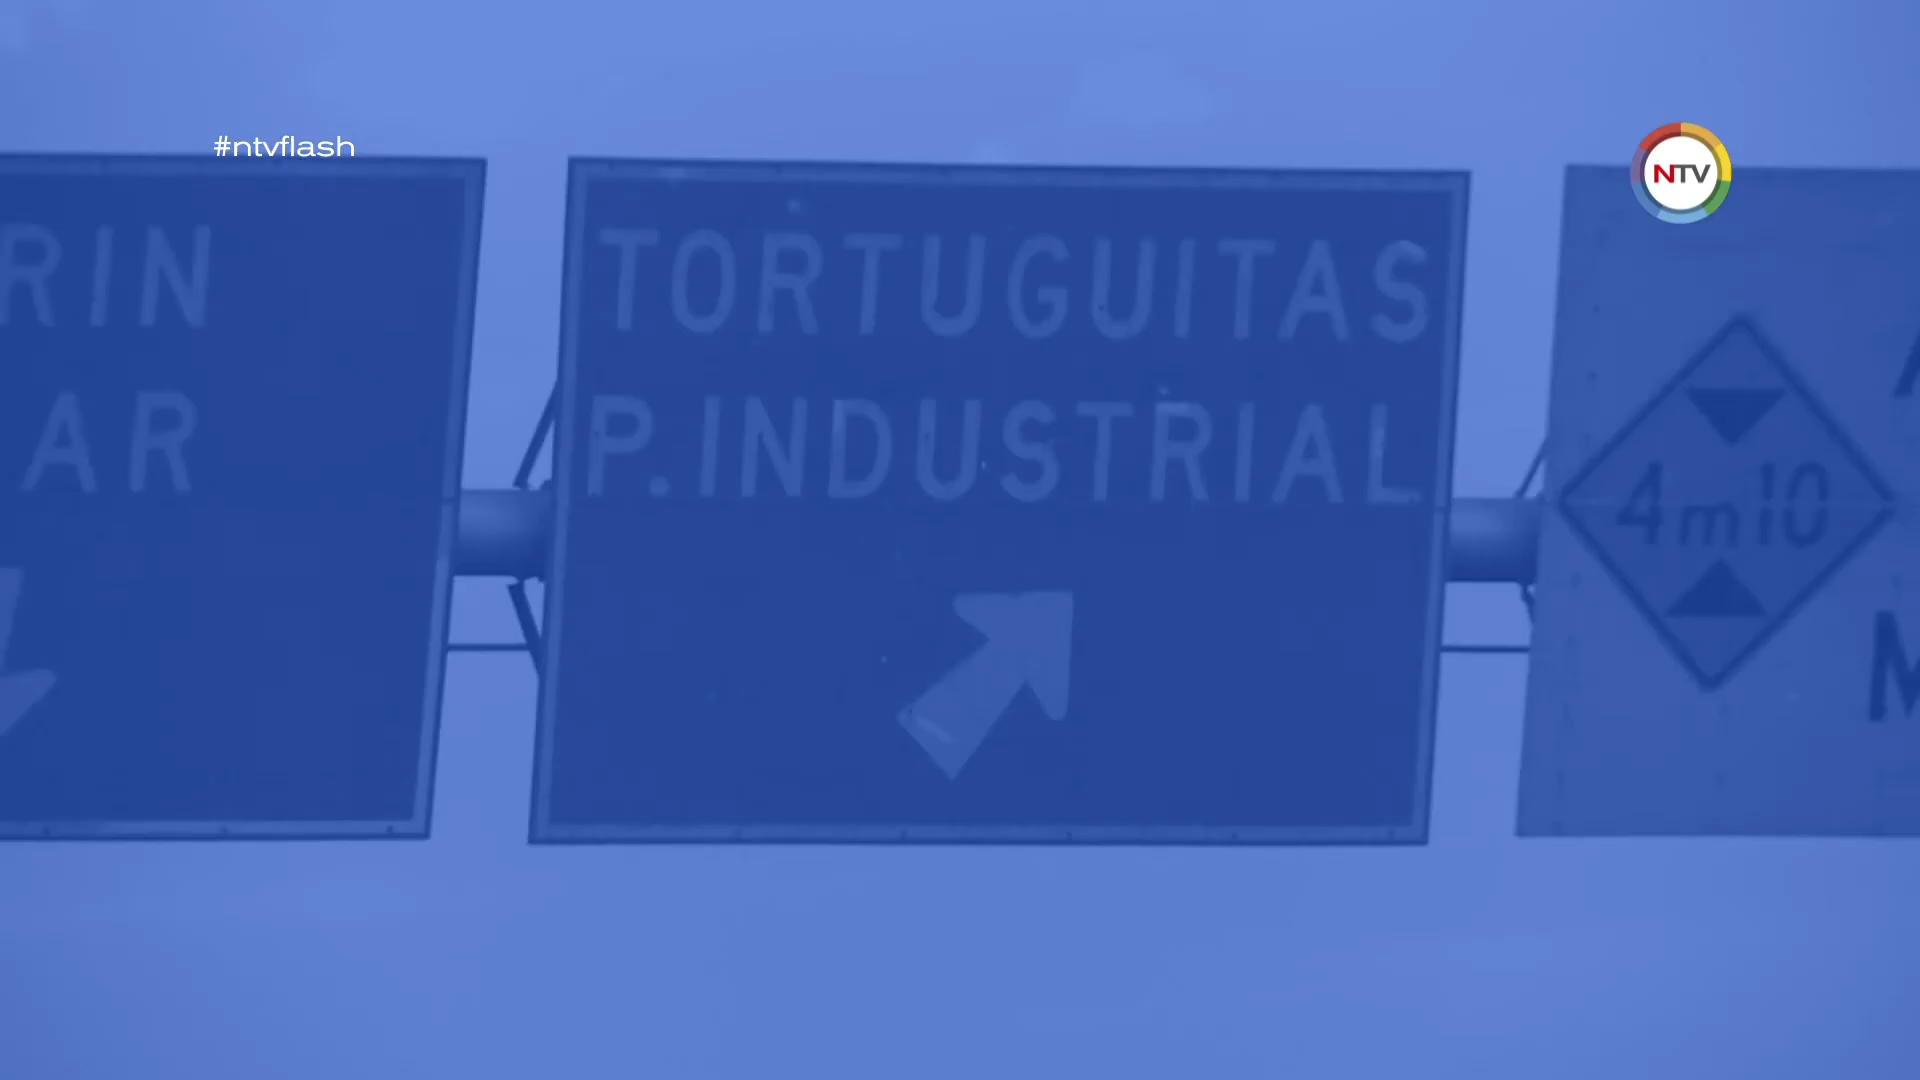 #ntvflash
NTV
RIN
AR
TORTUGUITAS
P.INDUSTRIAL
4m10